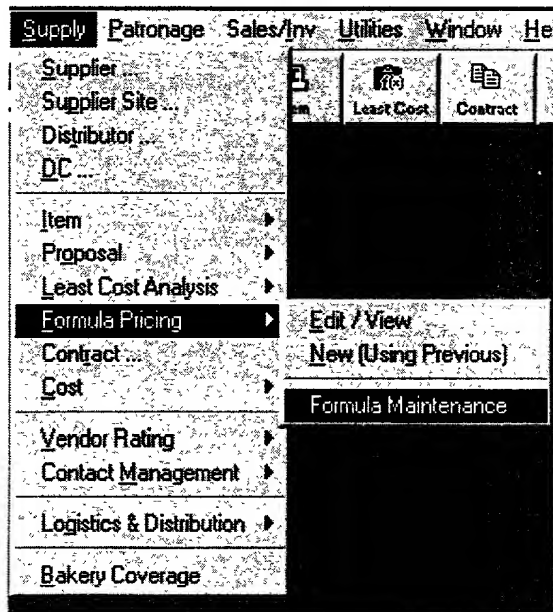 Supply Patronage Sales/Inv Utilities Window He
Least Cost Contract
Supplier ...
Supplier Site ...
Distributor ...
DC ...
Item
Proposal
Least Cost Analysis
Formula Pricing
Edit / View
Contract ...
New (Using Previous)
Cost
Formula Maintenance
Vendor Rating
Contact Management
Logistics & Distribution
Bakery Coverage